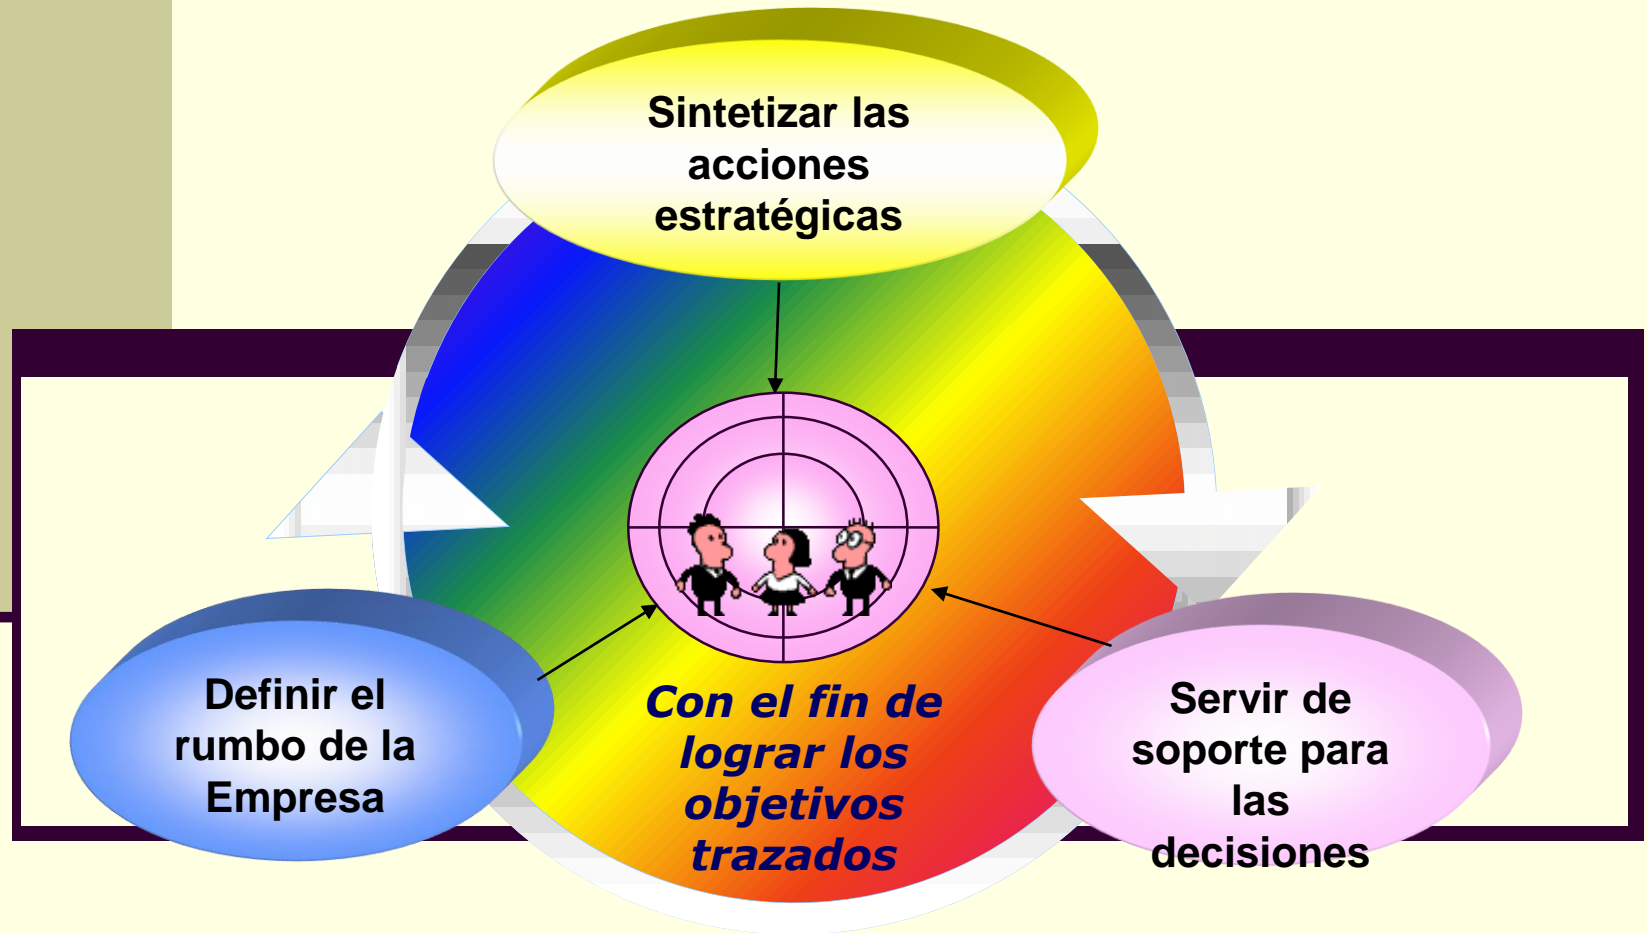 Sintetizar las
acciones
estratégicas
Definir el
rumbo de la
Empresa
Con el fin de
lograr los
objetivos
trazados
Servir de
soporte para
las
decisiones